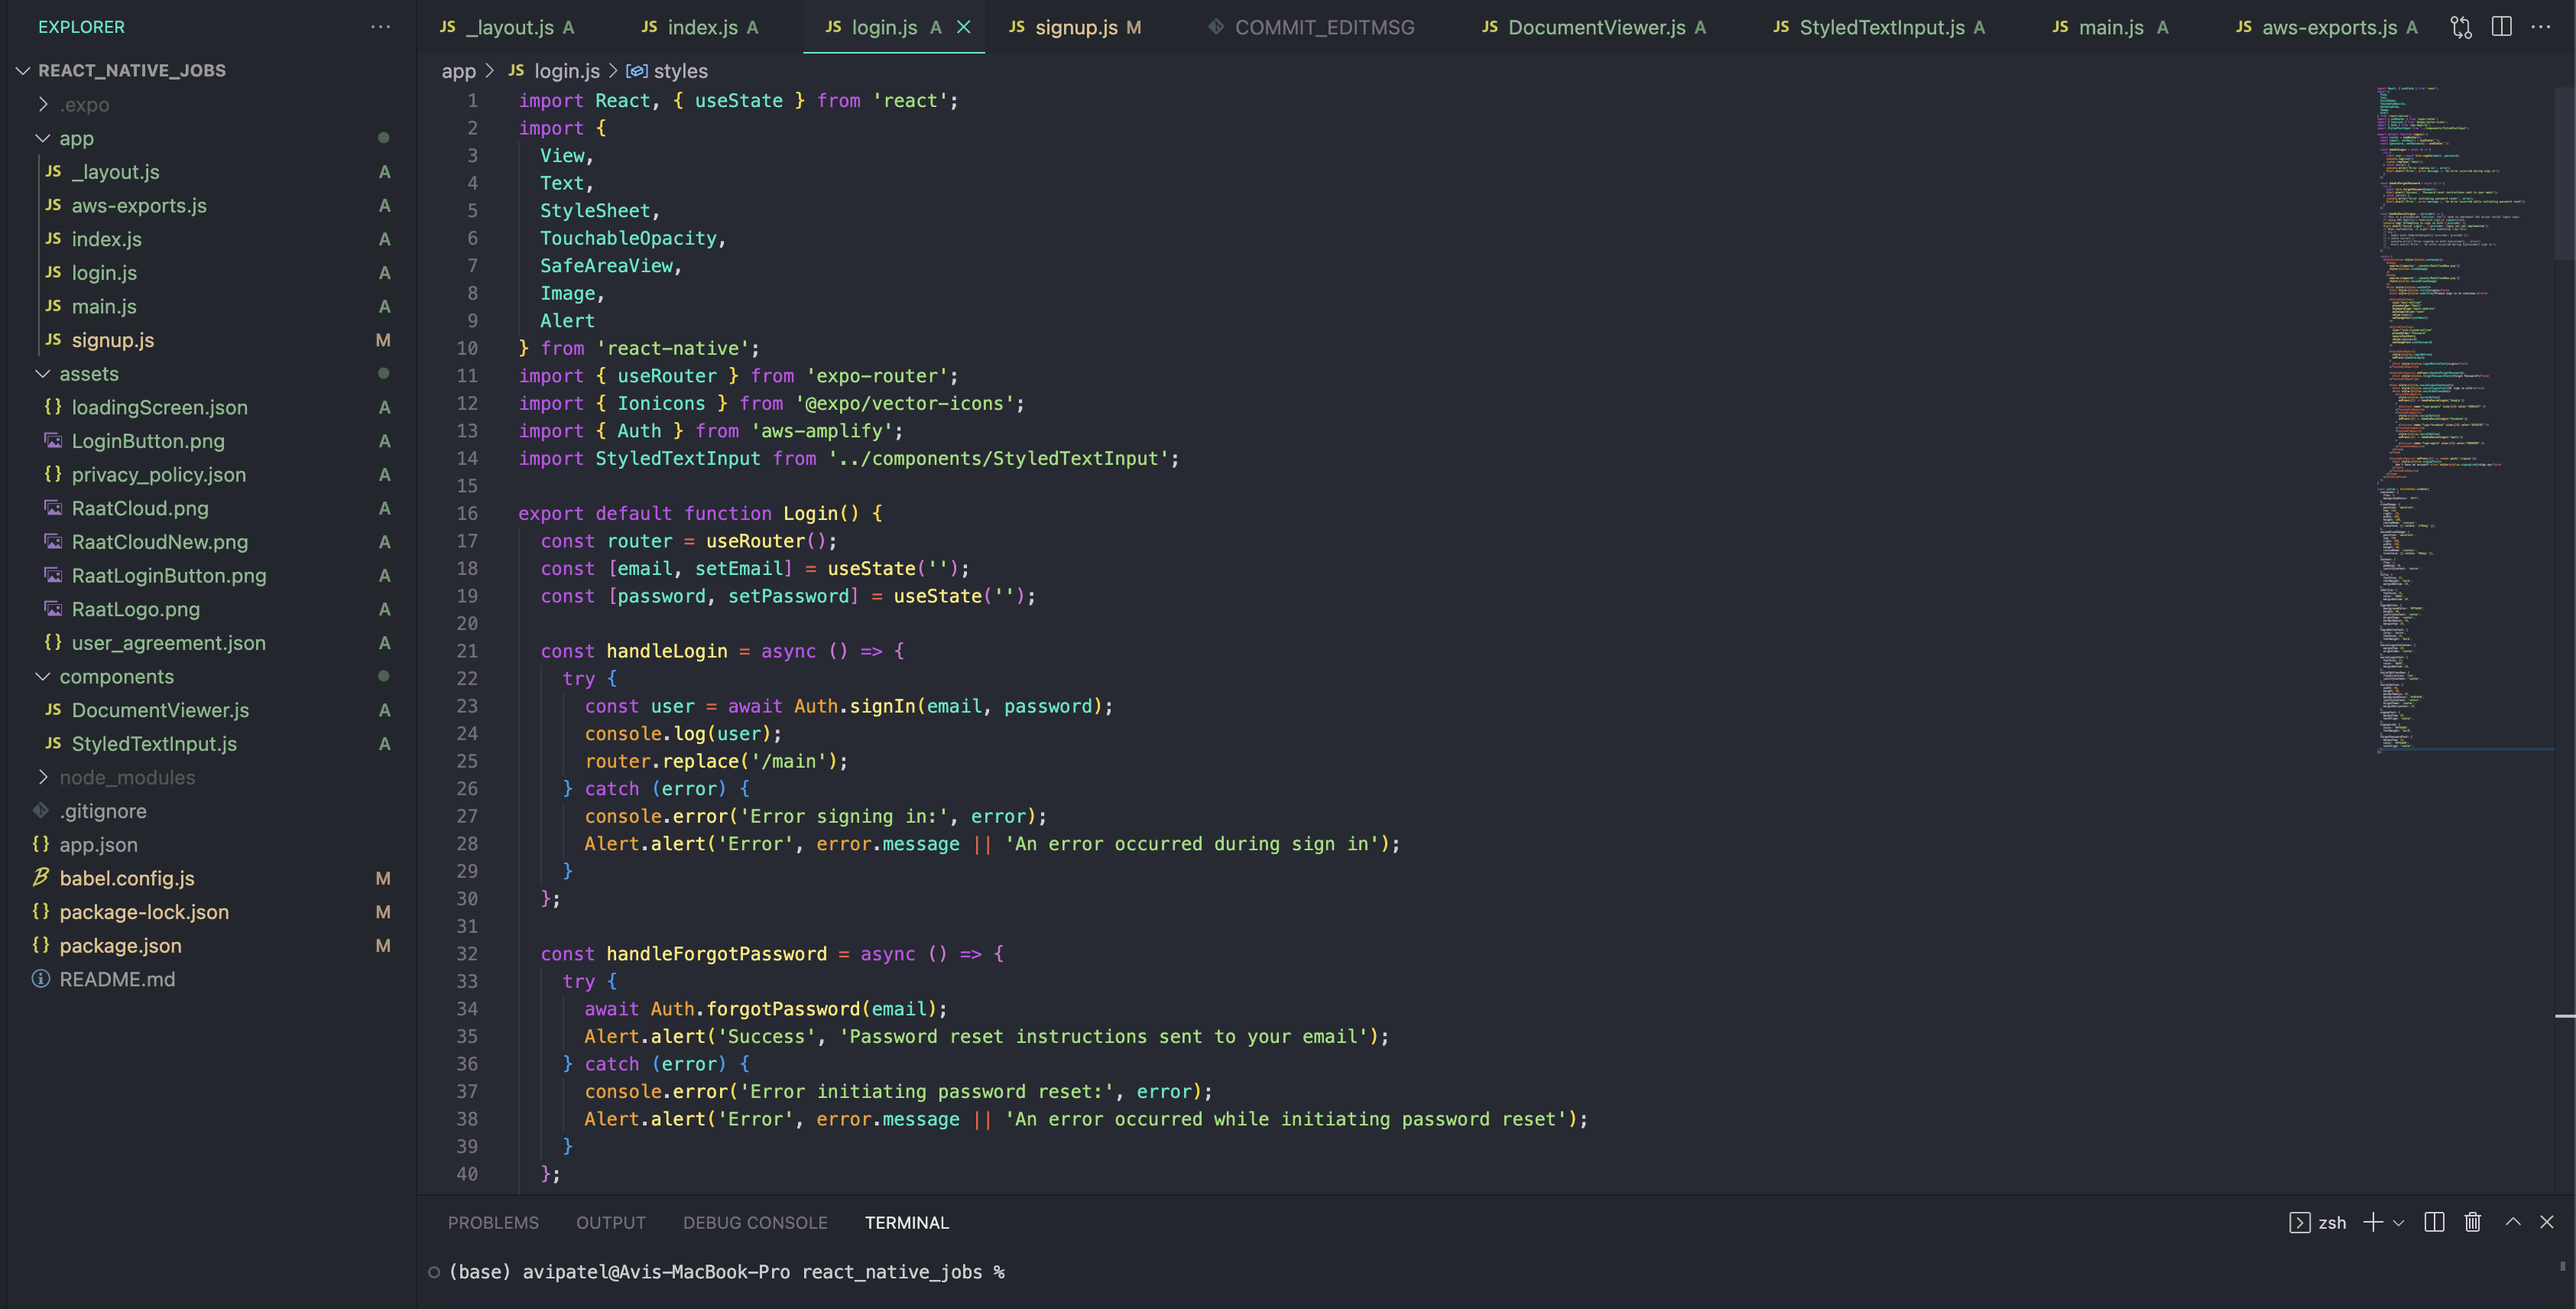 EXPLORER
REACT_NATIVE_JOBS
.expo
app
JS _layout.js A
JS aws-exports.js A
JS index.js A
JS login.js A
JS main.js A
JS signup.js M
assets
{} loadingScreen.json A
LoginButton.png A
{} privacy_policy.json A
RaatCloud.png A
RaatCloudNew.png A
RaatLoginButton.png A
RaatLogo.png A
{} user_agreement.json A
components
JS DocumentViewer.js A
JS StyledTextInput.js A
node_modules
.gitignore
{} app.json
babel.config.js M
{} package-lock.json M
{} package.json M
README.md
JS _layout.js A JS index.js A JS login.js A JS signup.js M COMMIT_EDITMSG JS DocumentViewer.js A JS StyledTextInput.js A JS main.js A JS aws-exports.js A
app > JS login.js > styles
1 import React, { useState } from 'react';
2 import {
3 View,
4 Text,
5 StyleSheet,
6 TouchableOpacity,
7 SafeAreaView,
8 Image,
9 Alert
10 } from 'react-native';
11 import { useRouter } from 'expo-router';
12 import { Ionicons } from '@expo/vector-icons';
13 import { Auth } from 'aws-amplify';
14 import StyledTextInput from '../components/StyledTextInput';
15
16 export default function Login() {
17 const router = useRouter();
18 const [email, setEmail] = useState('');
19 const [password, setPassword] = useState('');
20
21 const handleLogin = async () => {
22 try {
23 const user = await Auth.signIn(email, password);
24 console.log(user);
25 router.replace('/main');
26 } catch (error) {
27 console.error('Error signing in:', error);
28 Alert.alert('Error', error.message || 'An error occurred during sign in');
29 }
30 };
31
32 const handleForgotPassword = async () => {
33 try {
34 await Auth.forgotPassword(email);
35 Alert.alert('Success', 'Password reset instructions sent to your email');
36 } catch (error) {
37 console.error('Error initiating password reset:', error);
38 Alert.alert('Error', error.message || 'An error occurred while initiating password reset');
39 }
40 };
PROBLEMS OUTPUT DEBUG CONSOLE TERMINAL
zsh
(base) avipatel@Avis-MacBook-Pro react_native_jobs %